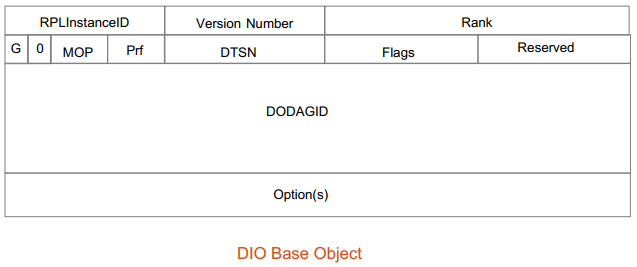 RPLInstanceID Version Number Rank
G 0 MOP Prf DTSN Flags Reserved
DODAGID
Option(s)
DIO Base Object